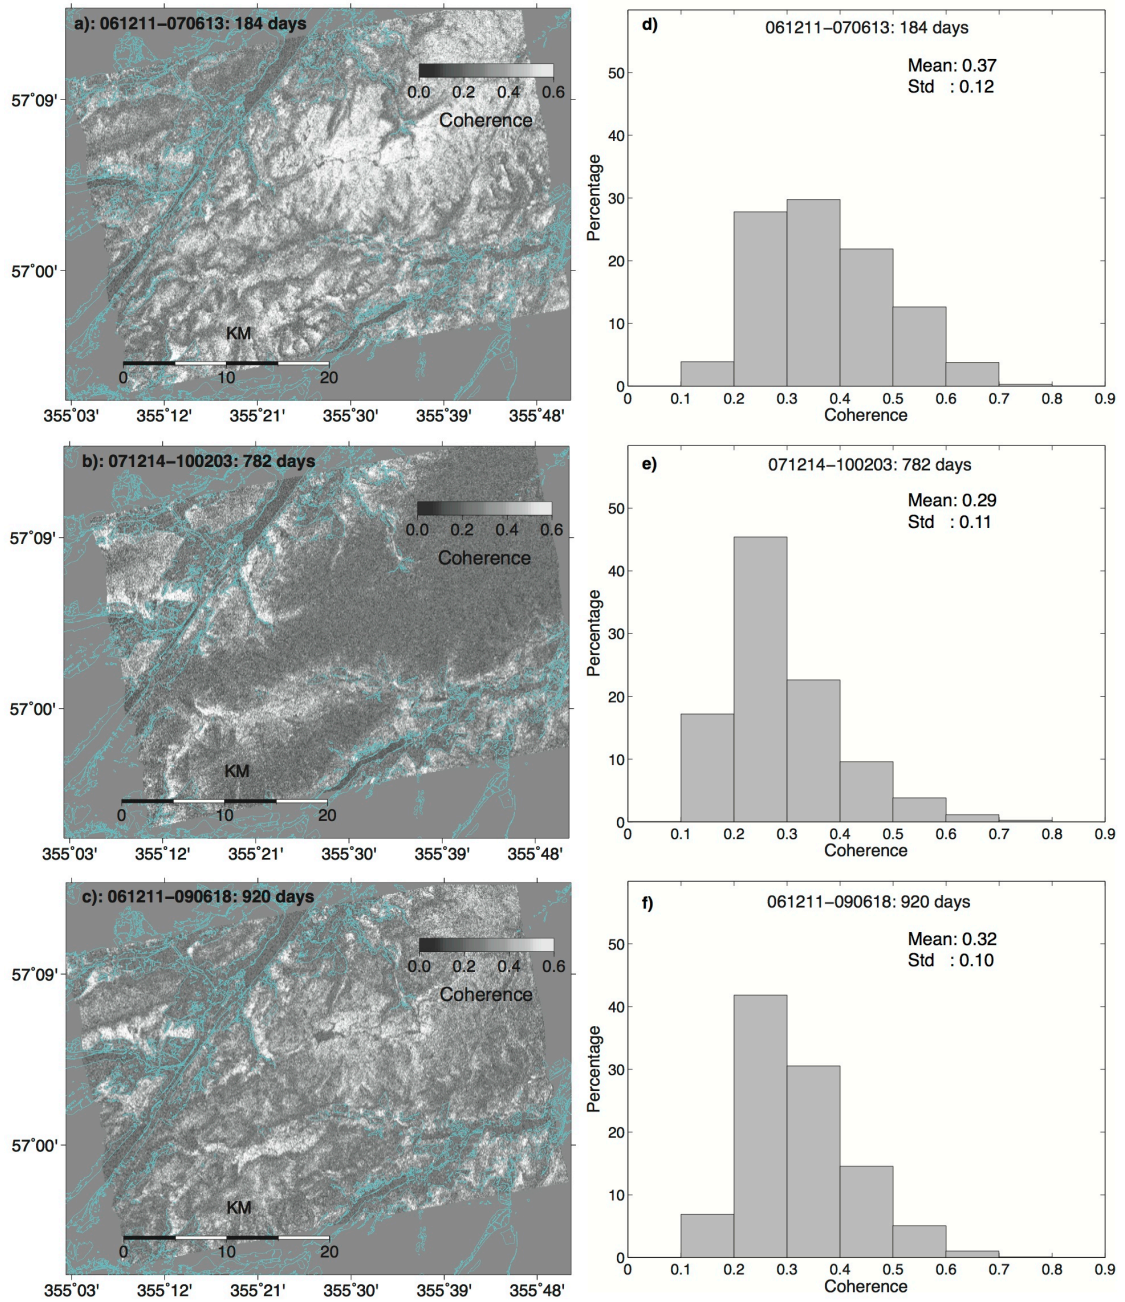 a): 061211–070613: 184 days
0.0 0.2 0.4 0.6
Coherence
57°09'
57°00'
KM
0 10 20
355°03' 355°12' 355°21' 355°30' 355°39' 355°48'
d)
061211–070613: 184 days
Mean: 0.37
Std : 0.12
Percentage
50
40
30
20
10
0
0 0.1 0.2 0.3 0.4 0.5 0.6 0.7 0.8 0.9
Coherence
b): 071214–100203: 782 days
0.0 0.2 0.4 0.6
Coherence
57°09'
57°00'
KM
0 10 20
355°03' 355°12' 355°21' 355°30' 355°39' 355°48'
e)
071214–100203: 782 days
Mean: 0.29
Std : 0.11
Percentage
50
40
30
20
10
0
0 0.1 0.2 0.3 0.4 0.5 0.6 0.7 0.8 0.9
Coherence
c): 061211–090618: 920 days
0.0 0.2 0.4 0.6
Coherence
57°09'
57°00'
KM
0 10 20
355°03' 355°12' 355°21' 355°30' 355°39' 355°48'
f)
061211–090618: 920 days
Mean: 0.32
Std : 0.10
Percentage
50
40
30
20
10
0
0 0.1 0.2 0.3 0.4 0.5 0.6 0.7 0.8 0.9
Coherence